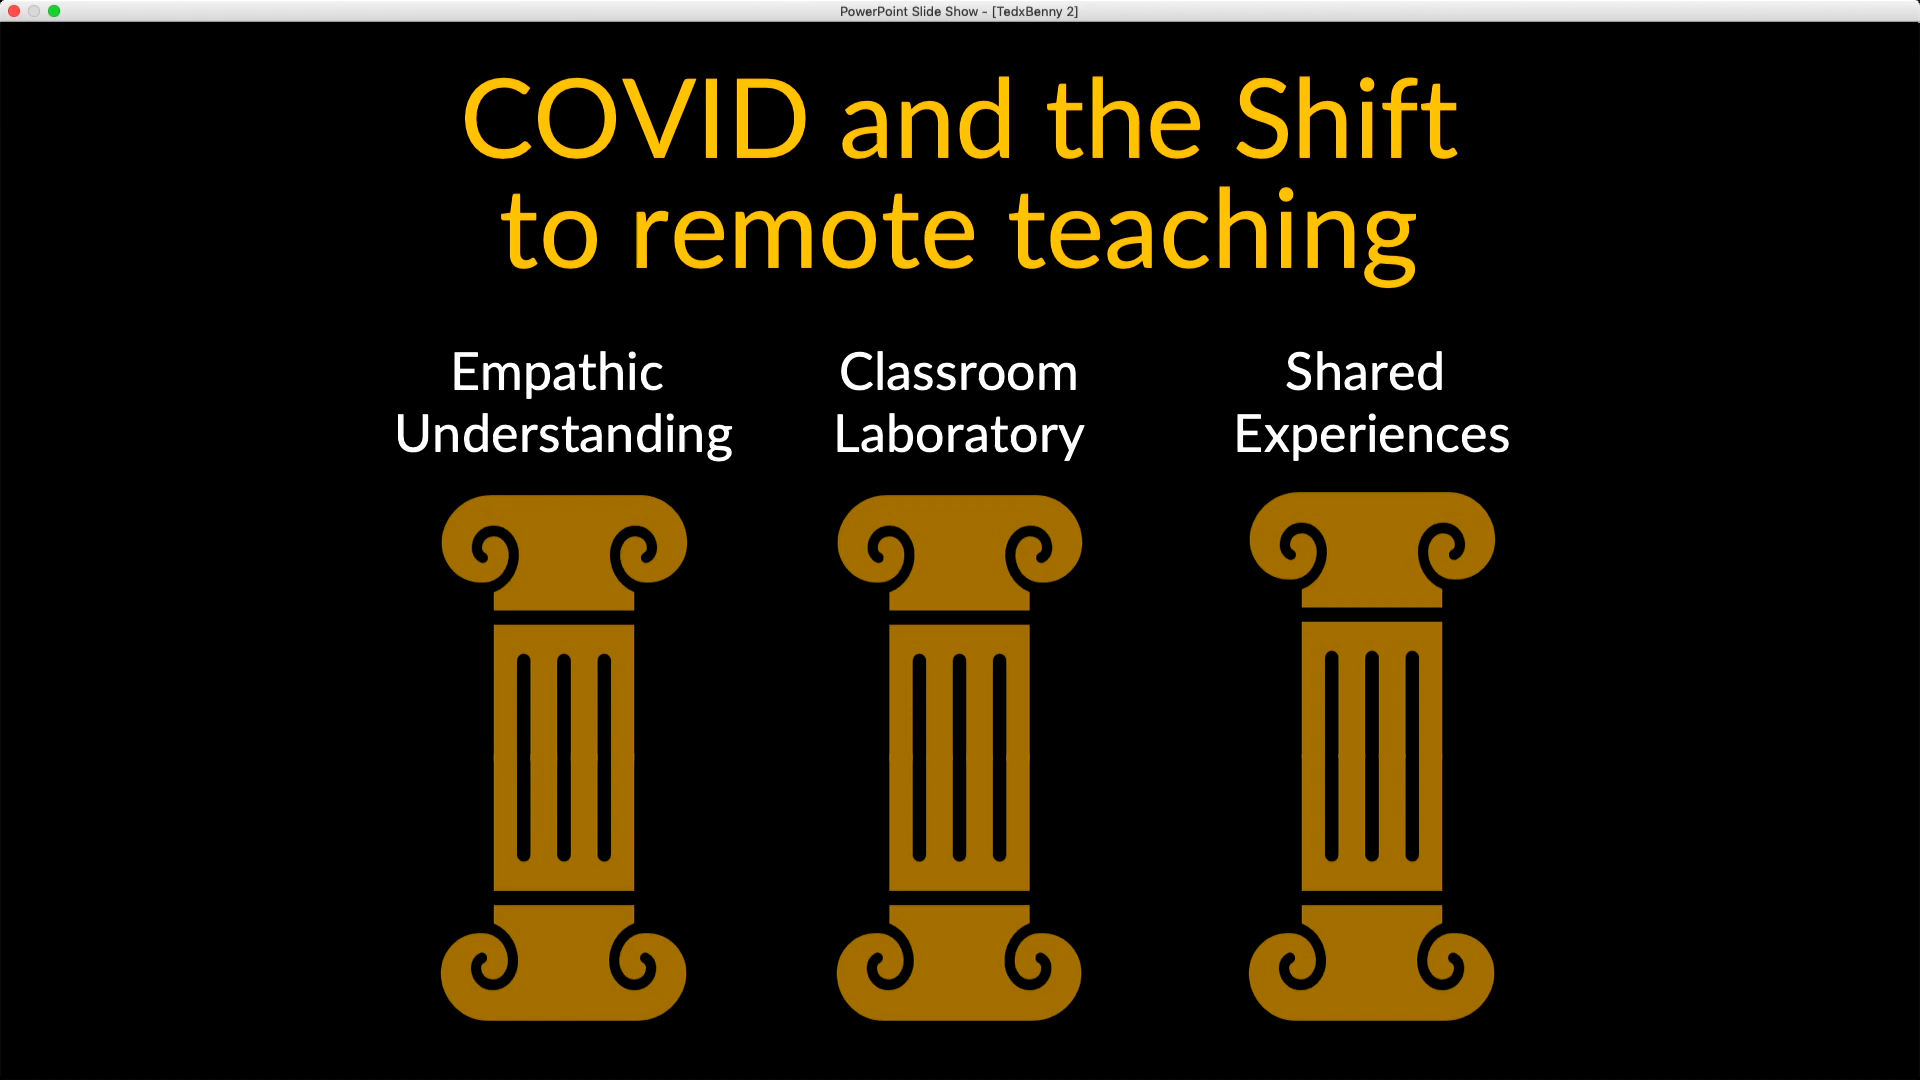 PowerPoint Slide Show - [TedxBenny 2]
COVID and the Shift
to remote teaching
Empathic
Understanding
Classroom
Laboratory
Shared
Experiences